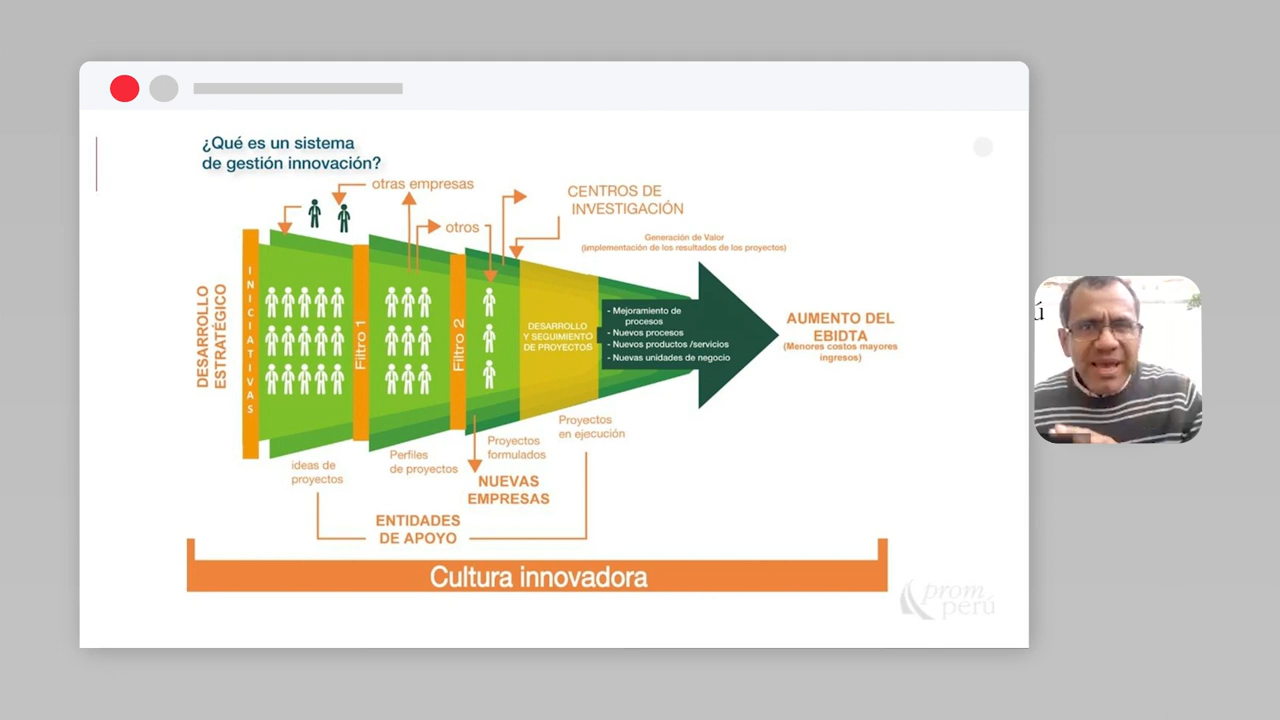 ¿Qué es un sistema
de gestión innovación?
otras empresas
otros
CENTROS DE
INVESTIGACIÓN
Generación de Valor
(implementación de los resultados de los proyectos)
DESARROLLO
ESTRATÉGICO
INICIATIVAS
Filtro 1
Filtro 2
DESARROLLO
Y SEGUIMIENTO
DE PROYECTOS
- Mejoramiento de
procesos
- Nuevos procesos
- Nuevos productos /servicios
- Nuevas unidades de negocio
AUMENTO DEL
EBIDTA
(Menores costos mayores
ingresos)
ideas de
proyectos
Perfiles
de proyectos
Proyectos
formulados
Proyectos
en ejecución
NUEVAS
EMPRESAS
ENTIDADES
DE APOYO
Cultura innovadora
prom
perú
ú